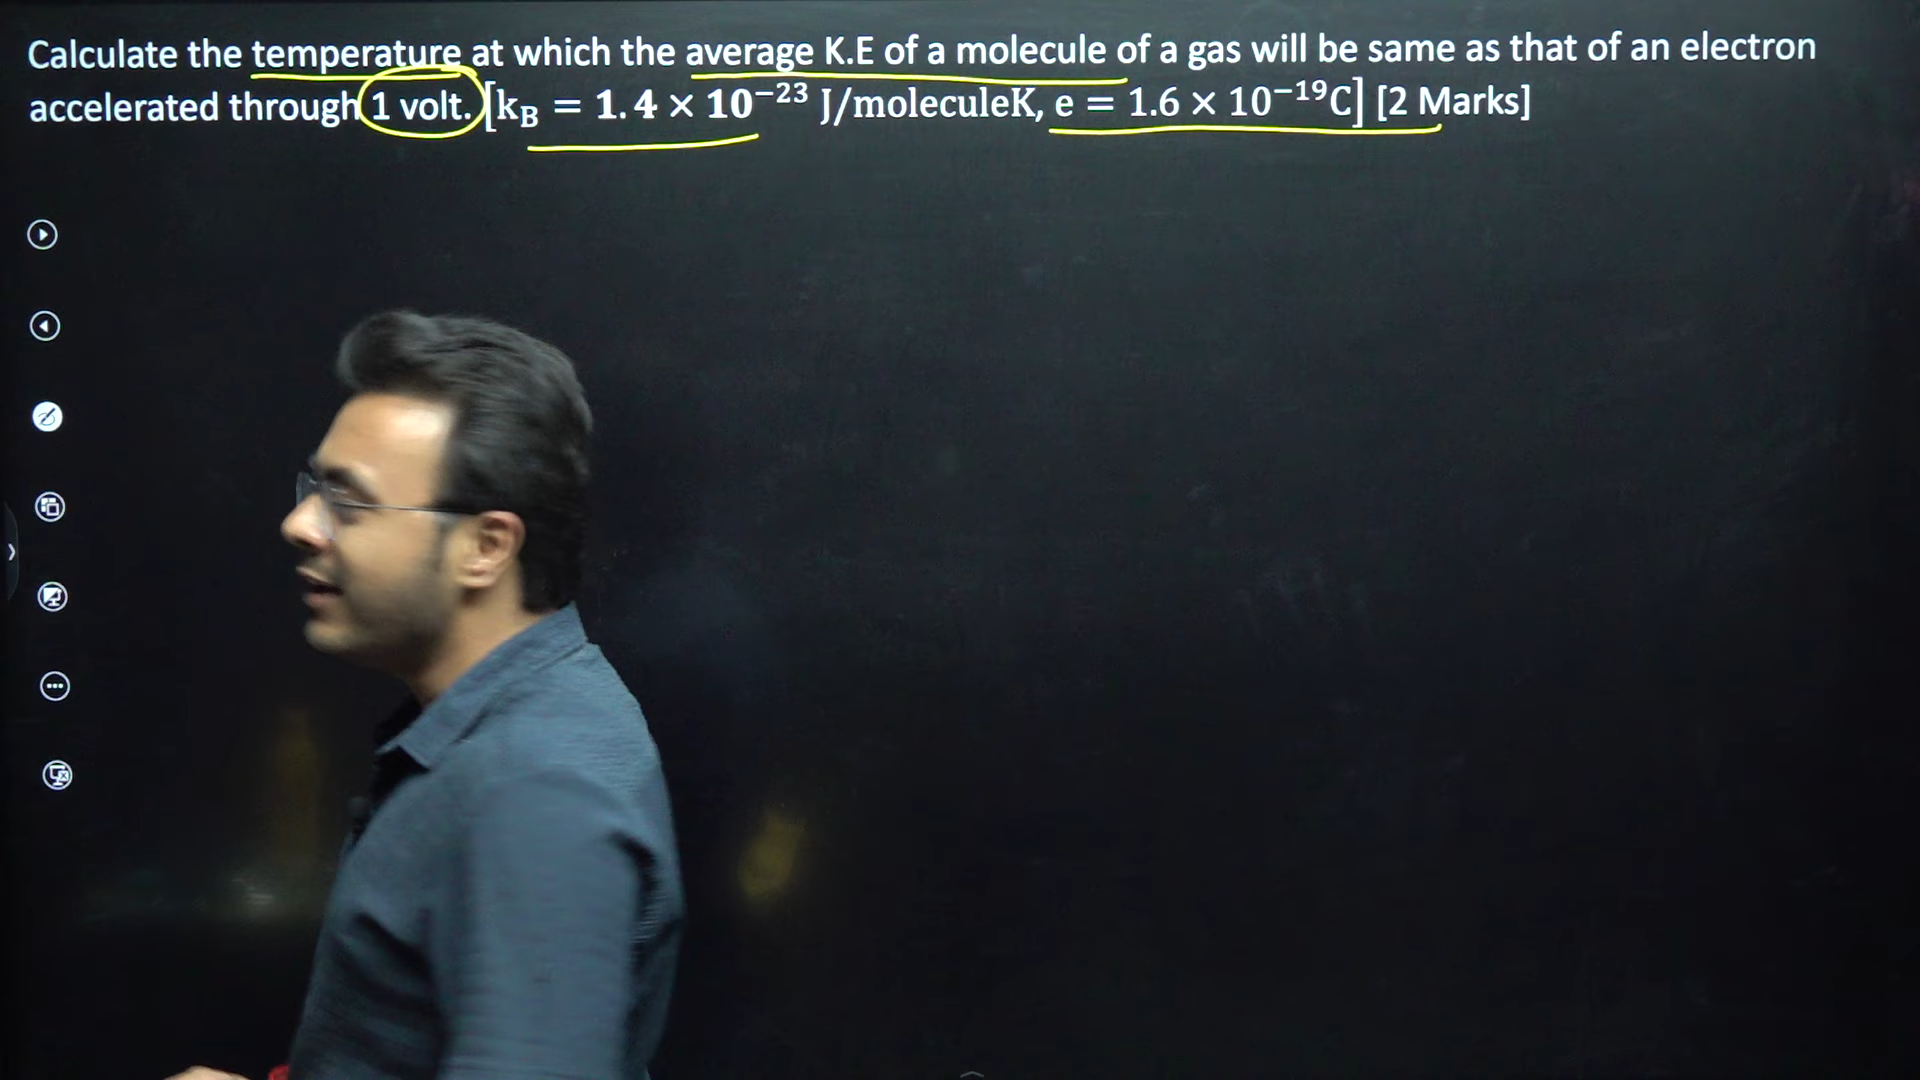 Calculate the temperature at which the average K.E of a molecule of a gas will be same as that of an electron
accelerated through 1 volt. [k_B = 1.4 × 10⁻²³ J/moleculeK, e = 1.6 × 10⁻¹⁹C] [2 Marks]